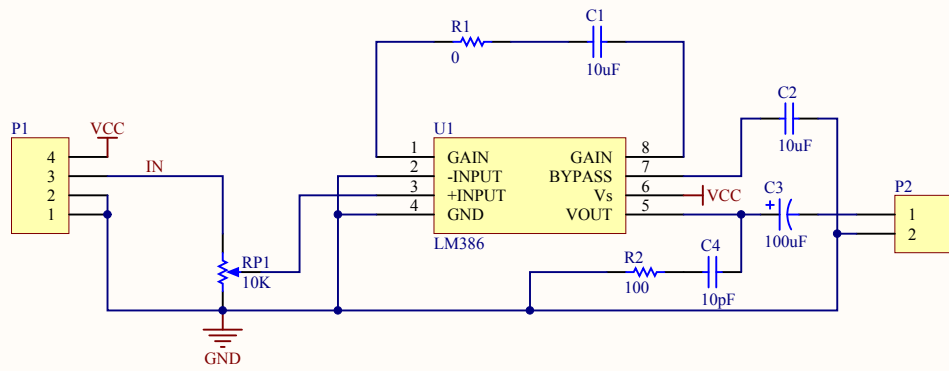 R1
0
C1
10uF
C2
10uF
P1
VCC
4
3
2
1
IN
U1
1
2
3
4
GAIN
-INPUT
+INPUT
GND
GAIN
BYPASS
Vs
VOUT
8
7
6
5
LM386
VCC
C3
+
100uF
P2
1
2
RP1
10K
R2
100
C4
10pF
GND